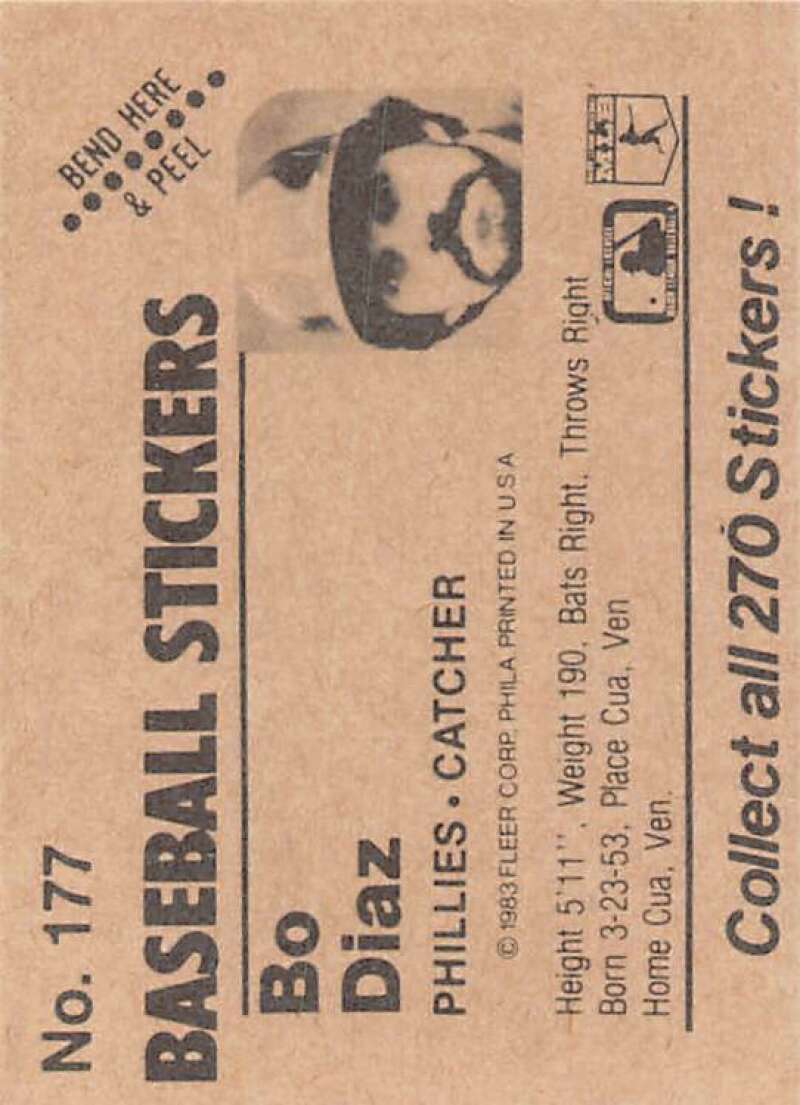 No. 177
BEND HERE
& PEEL
BASEBALL STICKERS
Bo
Diaz
PHILLIES • CATCHER
© 1983 FLEER CORP. PHILA PRINTED IN U S A
Height 5'11", Weight 190, Bats Right, Throws Right
Born 3-23-53, Place Cua, Ven
Home Cua, Ven.
Collect all 270 Stickers !